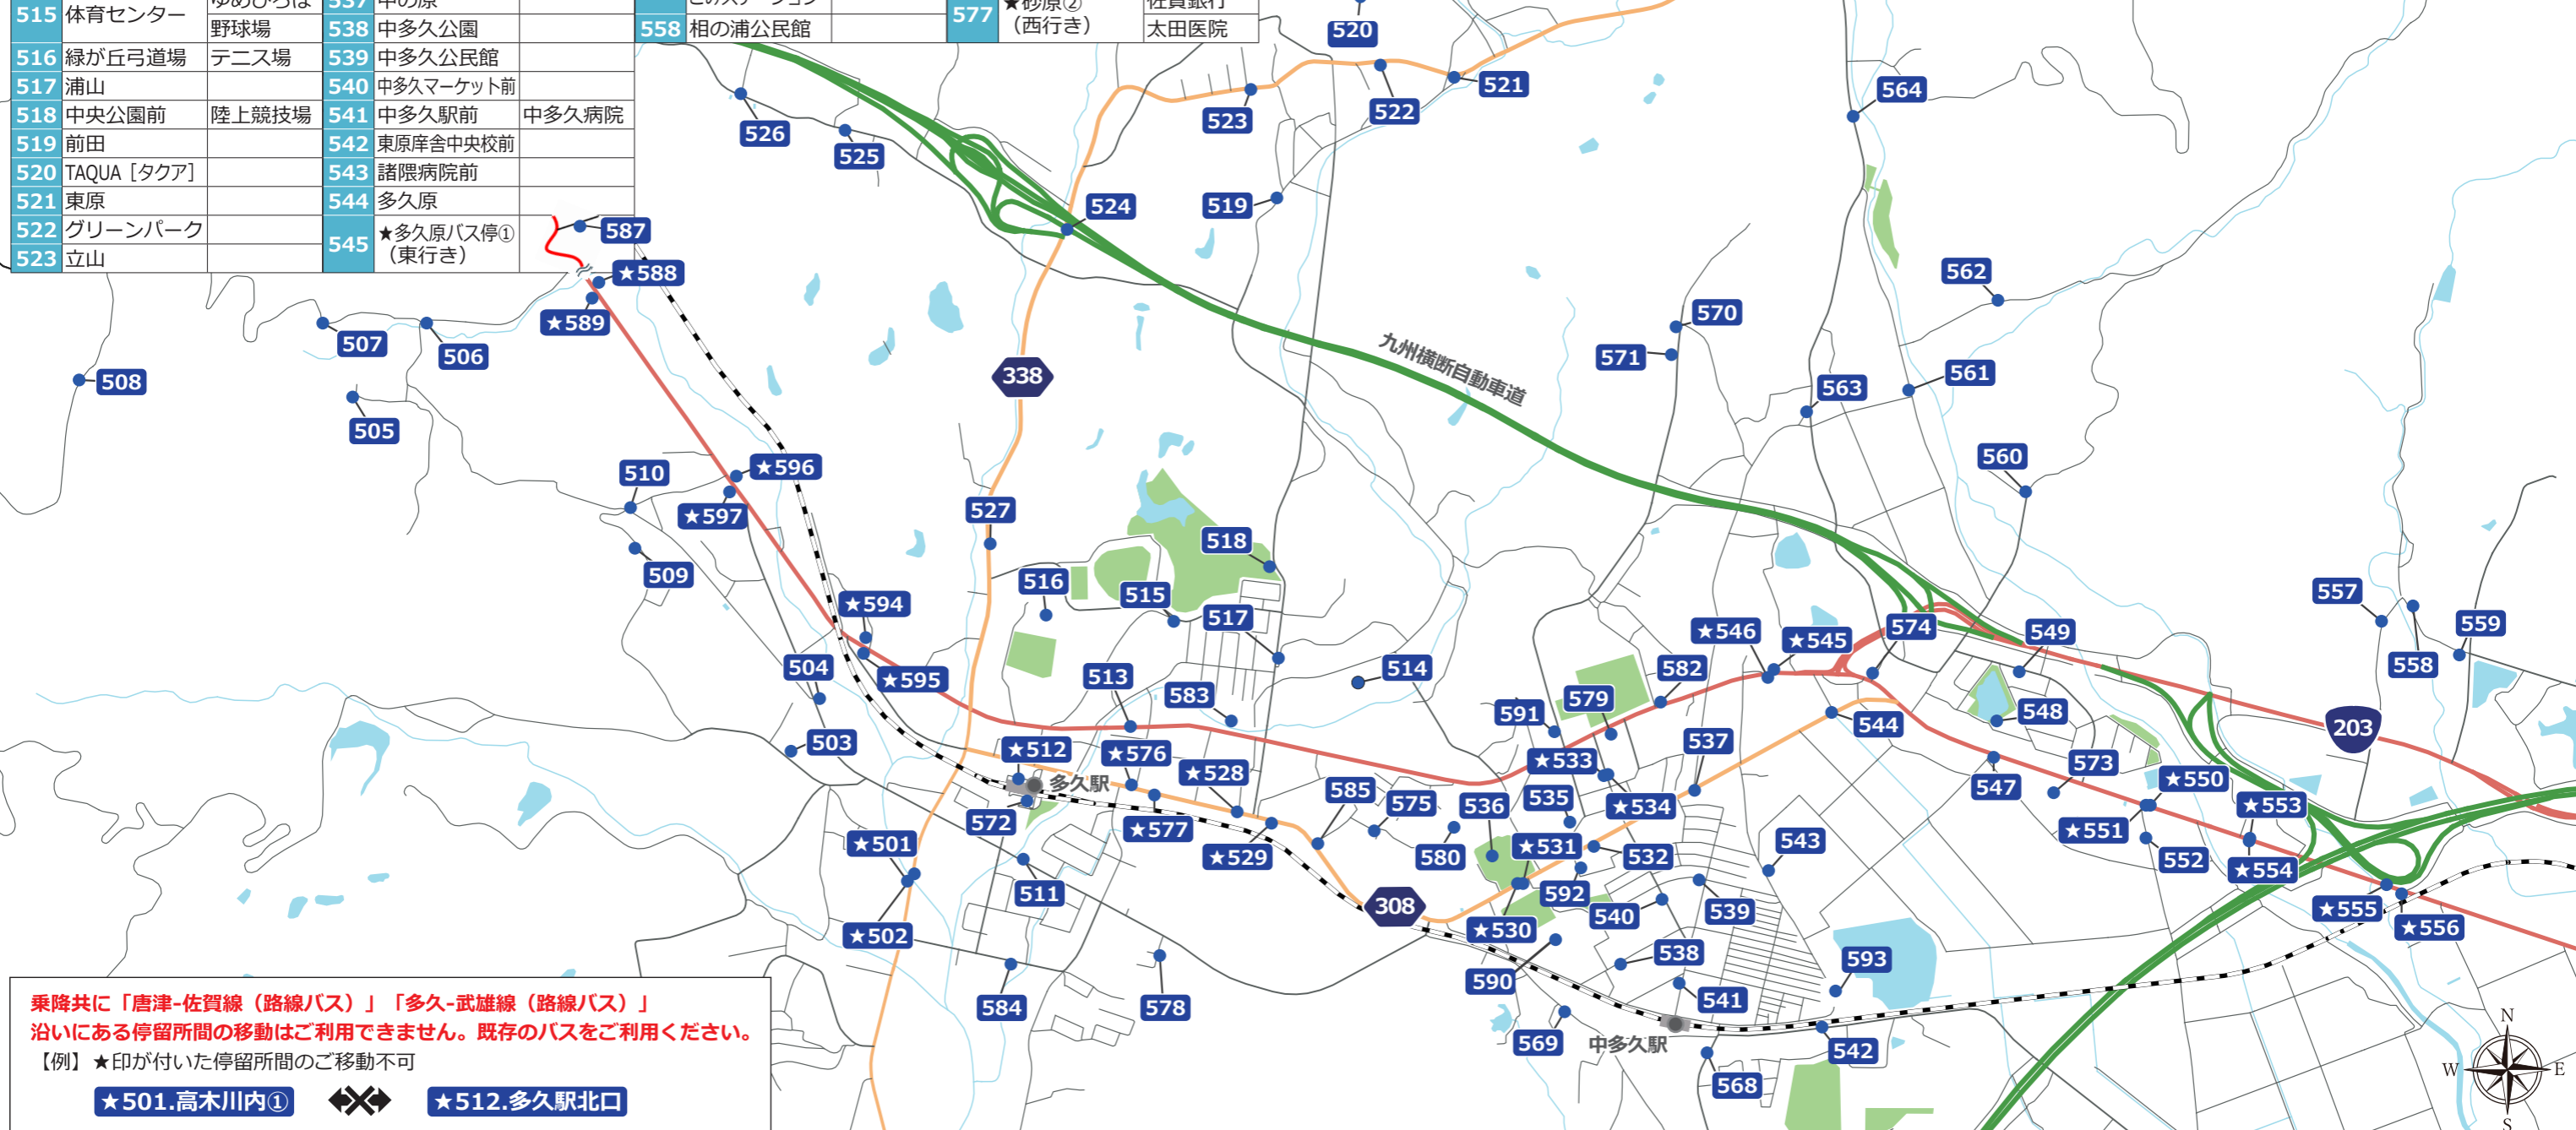 515 体育センター
野球場
516 緑が丘弓道場 テニス場
517 浦山
518 中央公園前 陸上競技場
519 前田
520 TAQUA［タクア］
521 東原
522 グリーンパーク
523 立山
538 中多久公園
539 中多久公民館
540 中多久マーケット前
541 中多久駅前 中多久病院
542 東原庠舎中央校前
543 諸隈病院前
544 多久原
545 ★多久原バス停①
（東行き）
558 相の浦公民館
577 ★砂原②
（西行き）
太田医院
520
521
522
523
526
525
524
519
564
587
★588
★589
562
570
571
338
九州横断自動車道
561
563
507
506
508
505
560
510
★596
★597
527
518
509
516
515
517
★594
504
★595
513
583
514
★546
★545
574
549
557
559
558
582
579
591
548
544
203
503
★512
★576
★528
多久駅
572
★577
★529
585
575
536
535
★533
★534
537
547
573
★550
★551
★553
552
★554
580
★531
532
543
★501
★502
511
308
592
540
539
★530
★555
★556
584
578
590
538
541
593
569
中多久駅
542
568
乗降共に「唐津-佐賀線（路線バス）」「多久-武雄線（路線バス）」
沿いにある停留所間の移動はご利用できません。既存のバスをご利用ください。
【例】★印が付いた停留所間のご移動不可
★501.高木川内① ★512.多久駅北口
N
W E
S